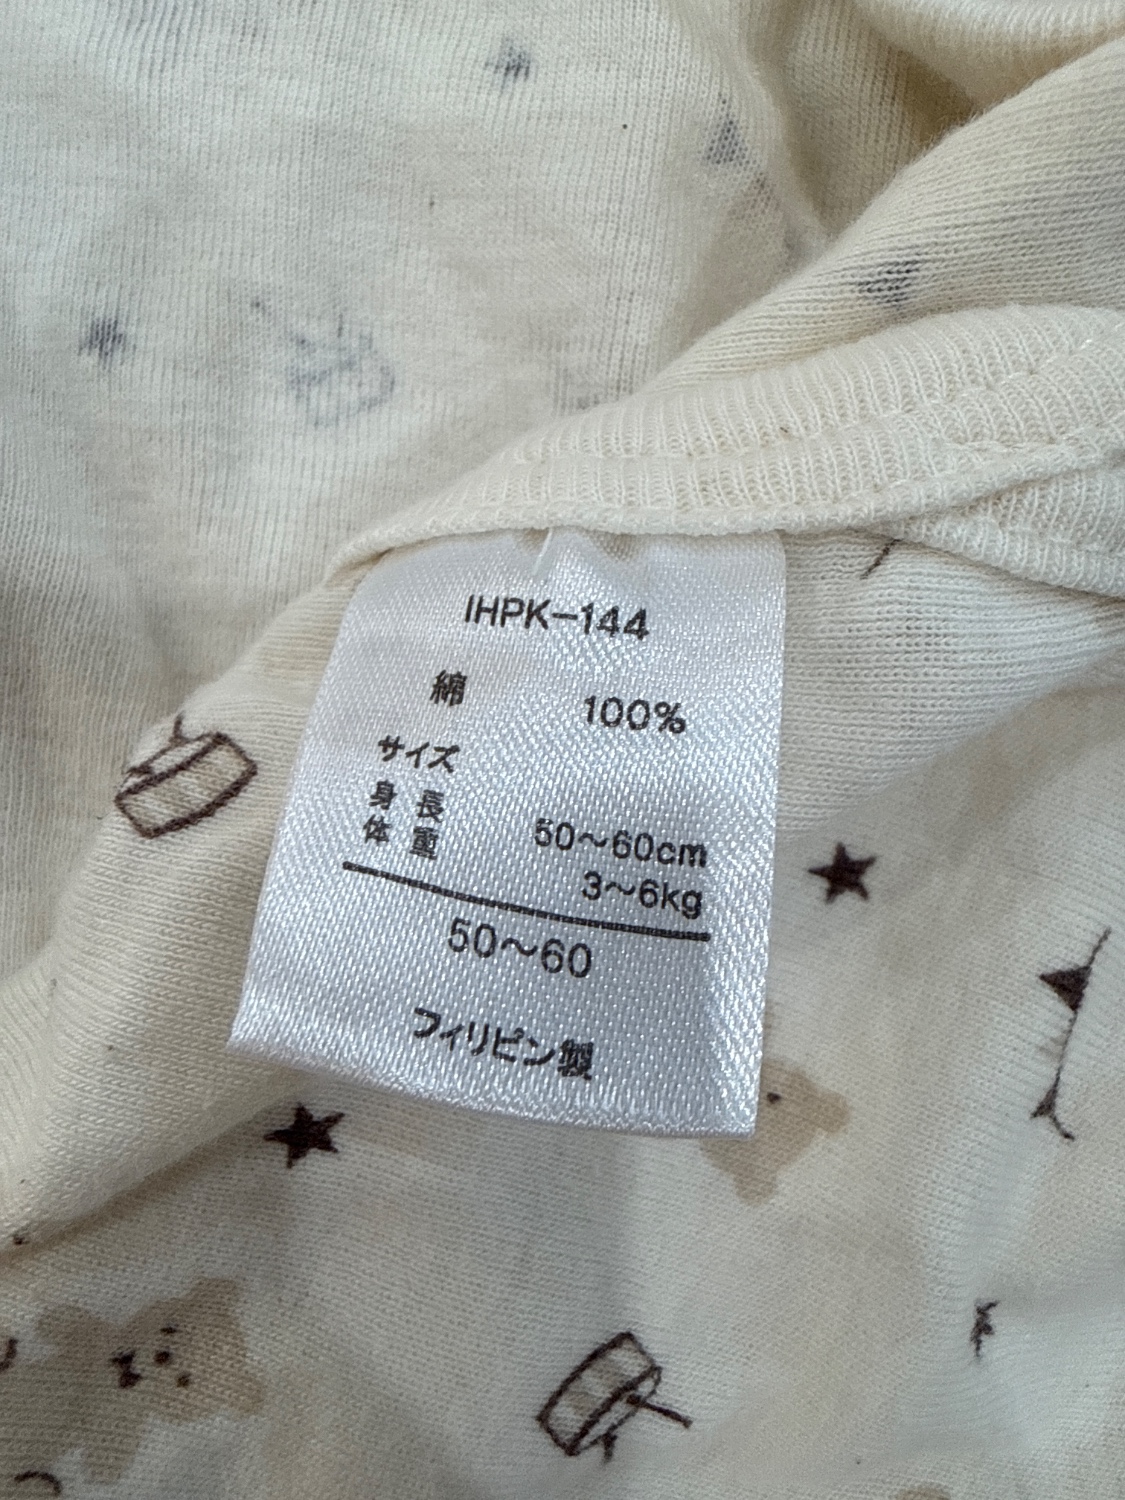 IHPK-144
綿 100%
サイズ
身長 50~60cm
体重 3~6kg
50~60
フィリピン製